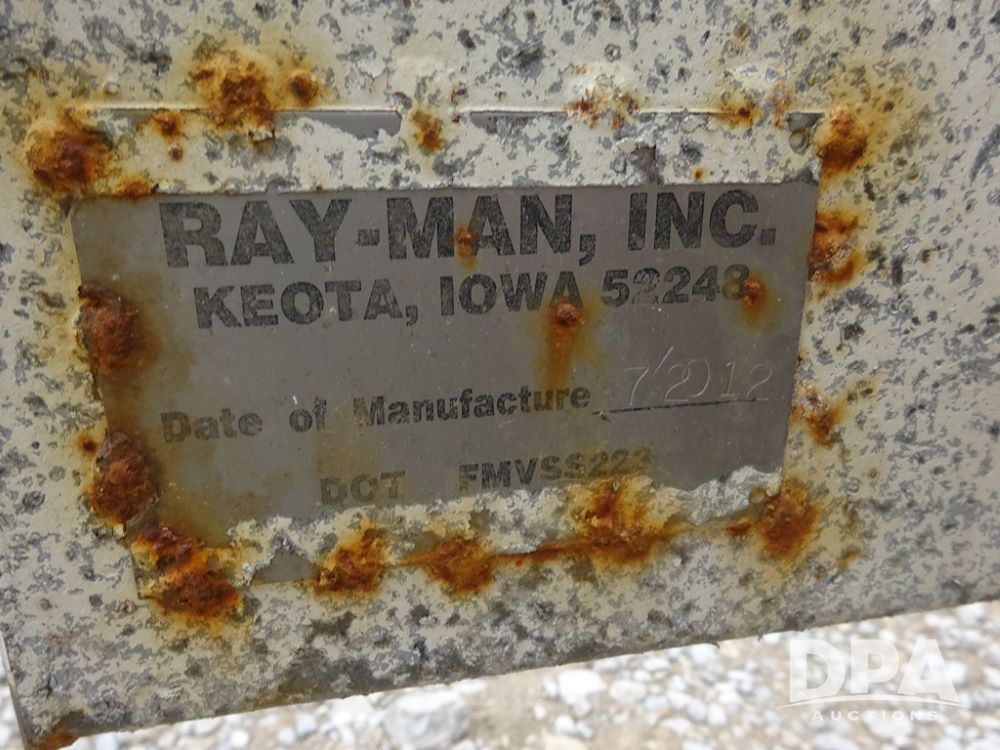 RAY-MAN, INC.
KEOTA, IOWA 52248
Date of Manufacture 7/2012
DOT FMVSS223
DPA
AUCTIONS